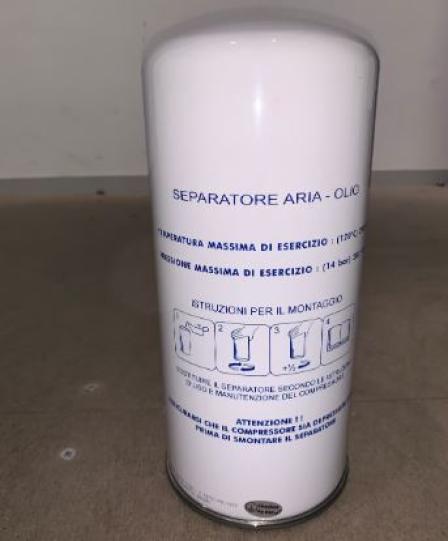 SEPARATORE ARIA - OLIO
TEMPERATURA MASSIMA DI ESERCIZIO : (120°C
PRESSIONE MASSIMA DI ESERCIZIO : (14 bar)
ISTRUZIONI PER IL MONTAGGIO
1 2 3 4
+½
SOSTITUIRE IL SEPARATORE SECONDO LE ISTRUZIONI
D'USO E MANUTENZIONE DEL COMPRESSORE
ATTENZIONE !!
ASSICURARSI CHE IL COMPRESSORE SIA DEPRESSURIZZATO
PRIMA DI SMONTARE IL SEPARATORE